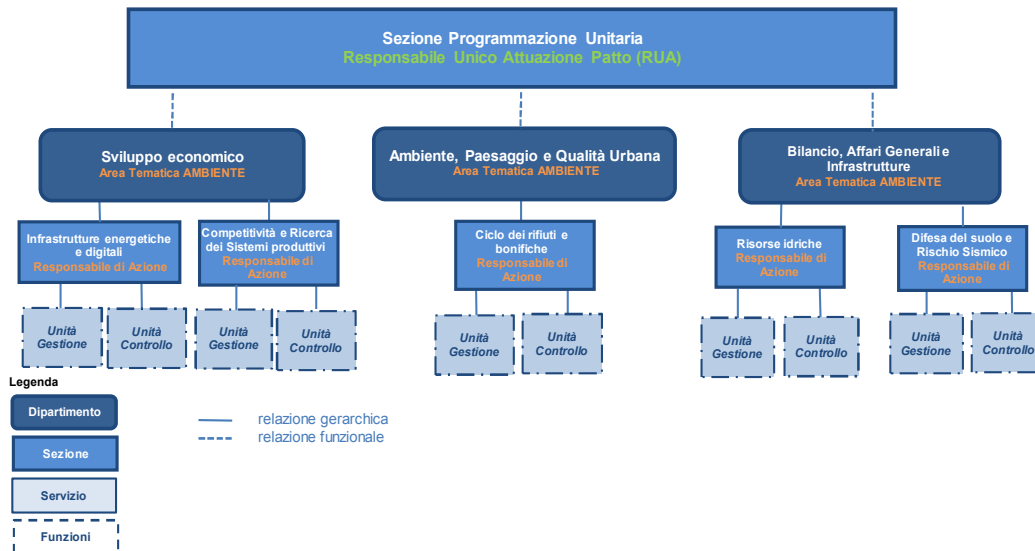 Sezione Programmazione Unitaria
Responsabile Unico Attuazione Patto (RUA)
Sviluppo economico
Area Tematica AMBIENTE
Ambiente, Paesaggio e Qualità Urbana
Area Tematica AMBIENTE
Bilancio, Affari Generali e
Infrastrutture
Area Tematica AMBIENTE
Infrastrutture energetiche
e digitali
Responsabile di Azione
Competitività e Ricerca
dei Sistemi produttivi
Responsabile di
Azione
Ciclo dei rifiuti e
bonifiche
Responsabile di
Azione
Risorse idriche
Responsabile di
Azione
Difesa del suolo e
Rischio Sismico
Responsabile di
Azione
Unità
Gestione
Unità
Controllo
Unità
Gestione
Unità
Controllo
Unità
Gestione
Unità
Controllo
Unità
Gestione
Unità
Controllo
Unità
Gestione
Unità
Controllo
Legenda
Dipartimento
Sezione
Servizio
Funzioni
relazione gerarchica
relazione funzionale